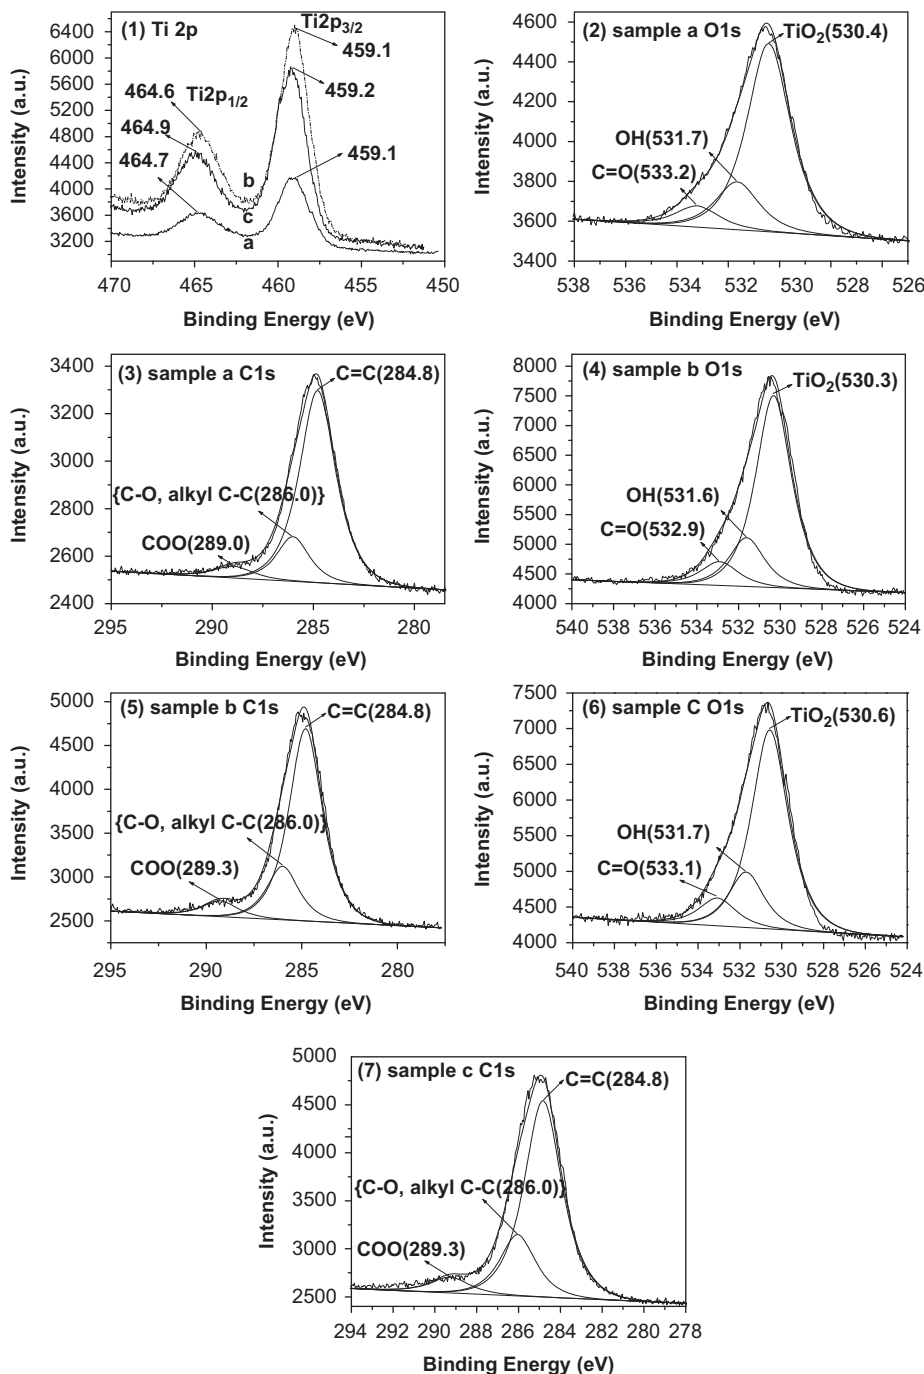 (1) Ti 2p
Ti2p3/2
459.1
459.2
Ti2p1/2
464.6
464.9
464.7
459.1
b
c
a
6400
6000
5600
5200
4800
4400
4000
3600
3200
Intensity (a.u.)
470 465 460 455 450
Binding Energy (eV)
(2) sample a O1s
TiO2(530.4)
OH(531.7)
C=O(533.2)
4600
4400
4200
4000
3800
3600
3400
Intensity (a.u.)
538 536 534 532 530 528 526
Binding Energy (eV)
(3) sample a C1s
C=C(284.8)
{C-O, alkyl C-C(286.0)}
COO(289.0)
3400
3200
3000
2800
2600
2400
Intensity (a.u.)
295 290 285 280
Binding Energy (eV)
(4) sample b O1s
TiO2(530.3)
OH(531.6)
C=O(532.9)
8000
7500
7000
6500
6000
5500
5000
4500
4000
Intensity (a.u.)
540 538 536 534 532 530 528 526 524
Binding Energy (eV)
(5) sample b C1s
C=C(284.8)
{C-O, alkyl C-C(286.0)}
COO(289.3)
5000
4500
4000
3500
3000
2500
Intensity (a.u.)
295 290 285 280
Binding Energy (eV)
(6) sample C O1s
TiO2(530.6)
OH(531.7)
C=O(533.1)
7500
7000
6500
6000
5500
5000
4500
4000
Intensity (a.u.)
540 538 536 534 532 530 528 526 524
Binding Energy (eV)
(7) sample c C1s
C=C(284.8)
{C-O, alkyl C-C(286.0)}
COO(289.3)
5000
4500
4000
3500
3000
2500
Intensity (a.u.)
294 292 290 288 286 284 282 280 278
Binding Energy (eV)